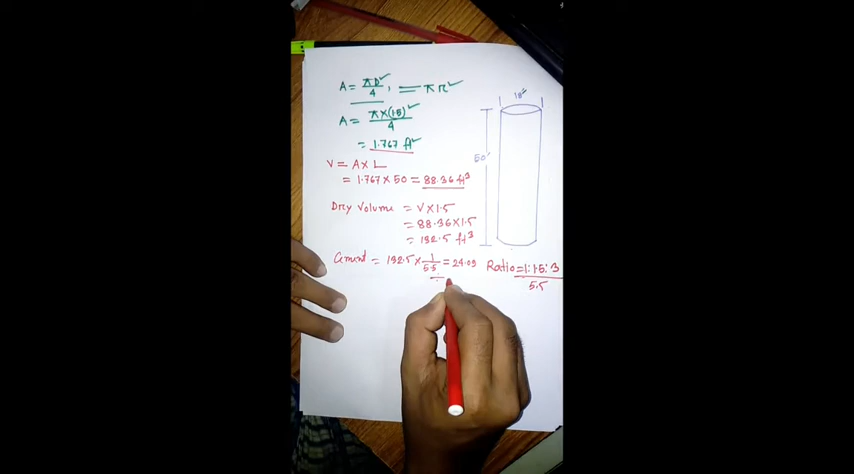 A = πD²/4, = πR²
A = π×(1.5)²/4
= 1.767 ft²
V = A × L
= 1.767 × 50 = 88.36 ft³
Dry Volume = V × 1.5
= 88.36 × 1.5
= 132.5 ft³
Cement = 132.5 × 1/5.5 = 24.09
18"
50'
Ratio = 1:1.5:3
5.5